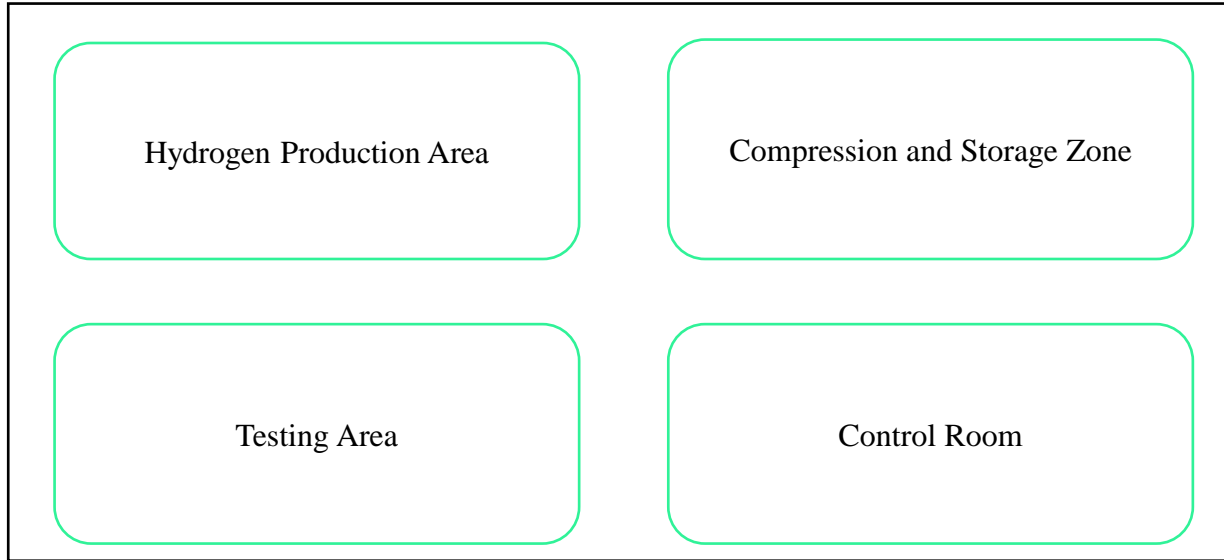 Hydrogen Production Area
Compression and Storage Zone
Testing Area
Control Room